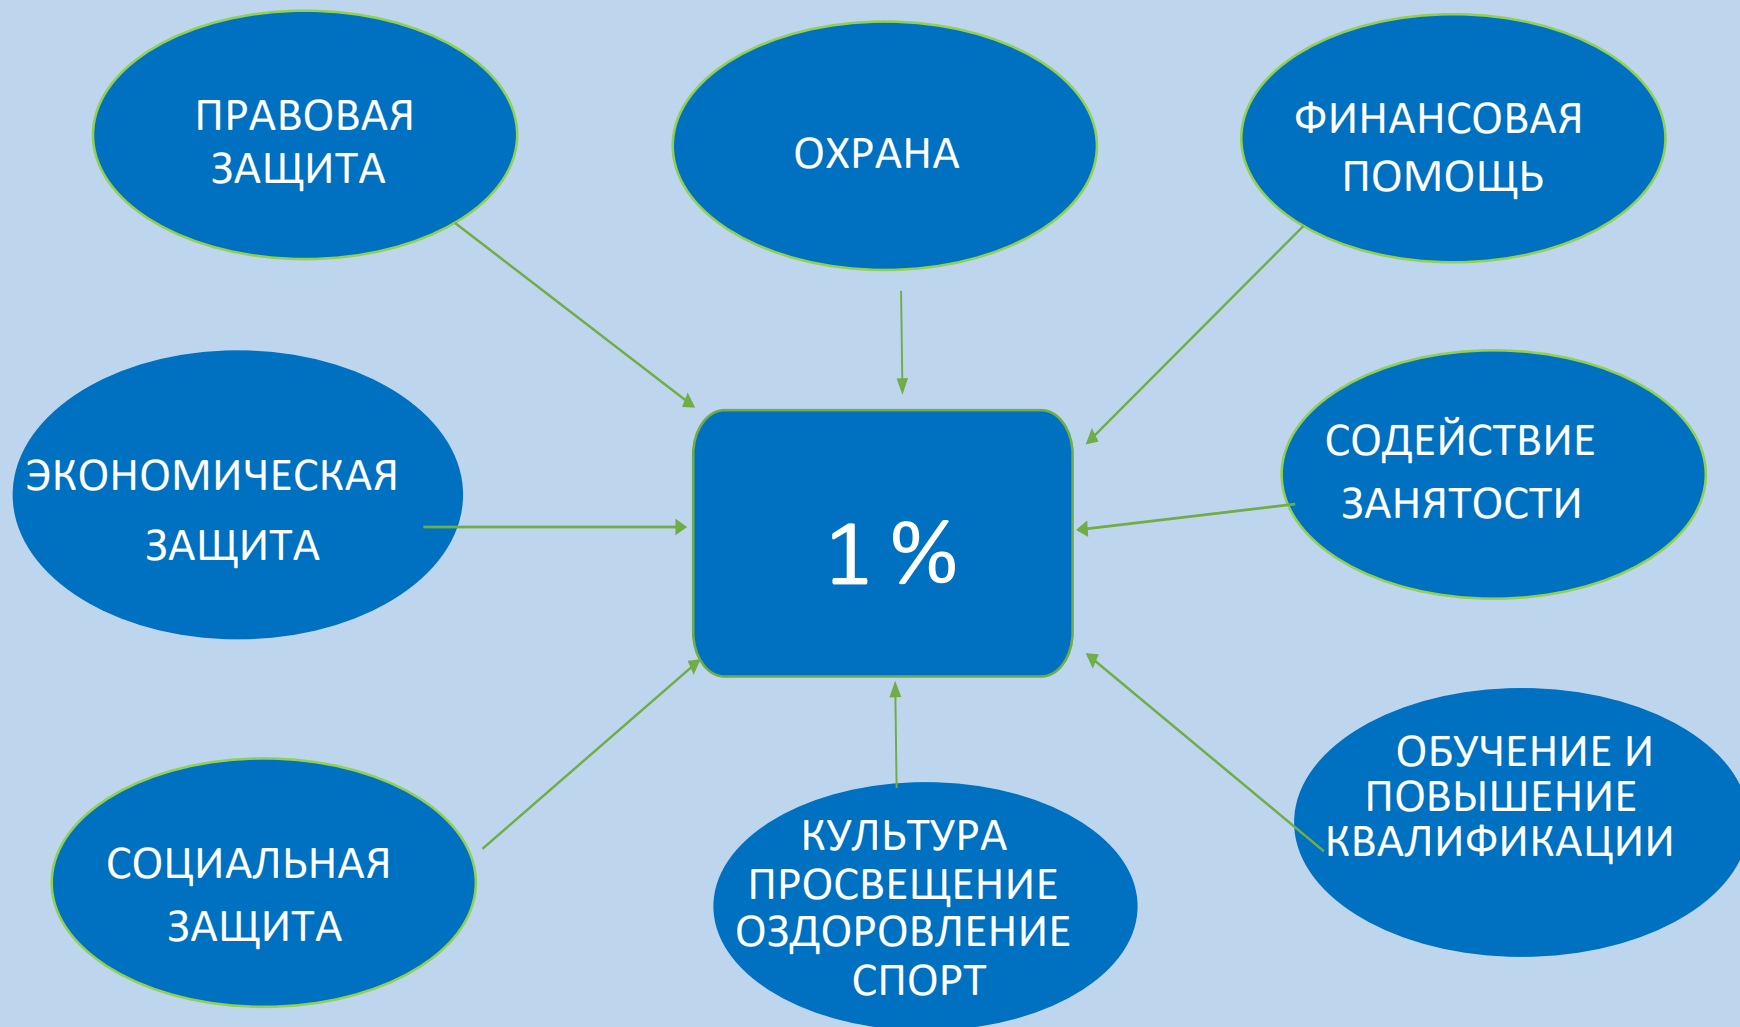 ПРАВОВАЯ
ЗАЩИТА
ОХРАНА
ФИНАНСОВАЯ
ПОМОЩЬ
ЭКОНОМИЧЕСКАЯ
ЗАЩИТА
1 %
СОДЕЙСТВИЕ
ЗАНЯТОСТИ
СОЦИАЛЬНАЯ
ЗАЩИТА
КУЛЬТУРА
ПРОСВЕЩЕНИЕ
ОЗДОРОВЛЕНИЕ
СПОРТ
ОБУЧЕНИЕ И
ПОВЫШЕНИЕ
КВАЛИФИКАЦИИ